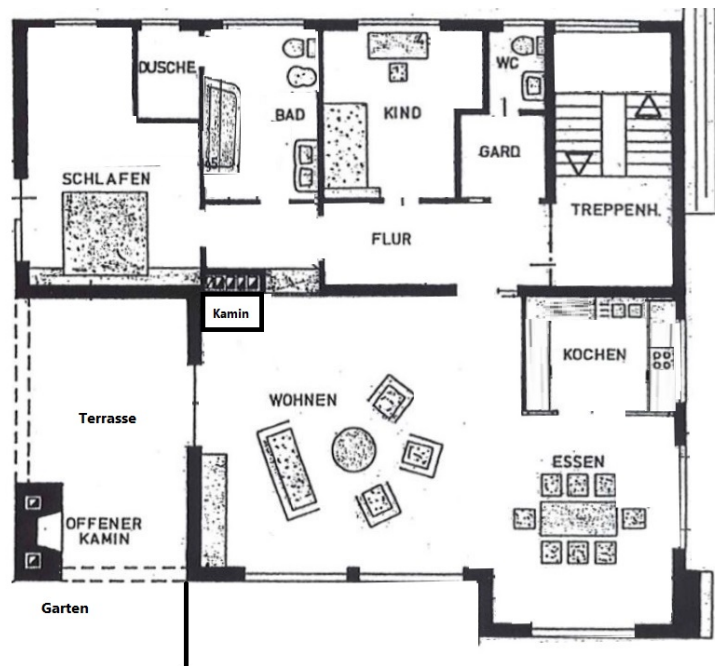 DUSCHE
BAD
KIND
WC
GARD.
SCHLAFEN
FLUR
TREPPENH.
Kamin
KOCHEN
WOHNEN
Terrasse
ESSEN
OFFENER
KAMIN
Garten